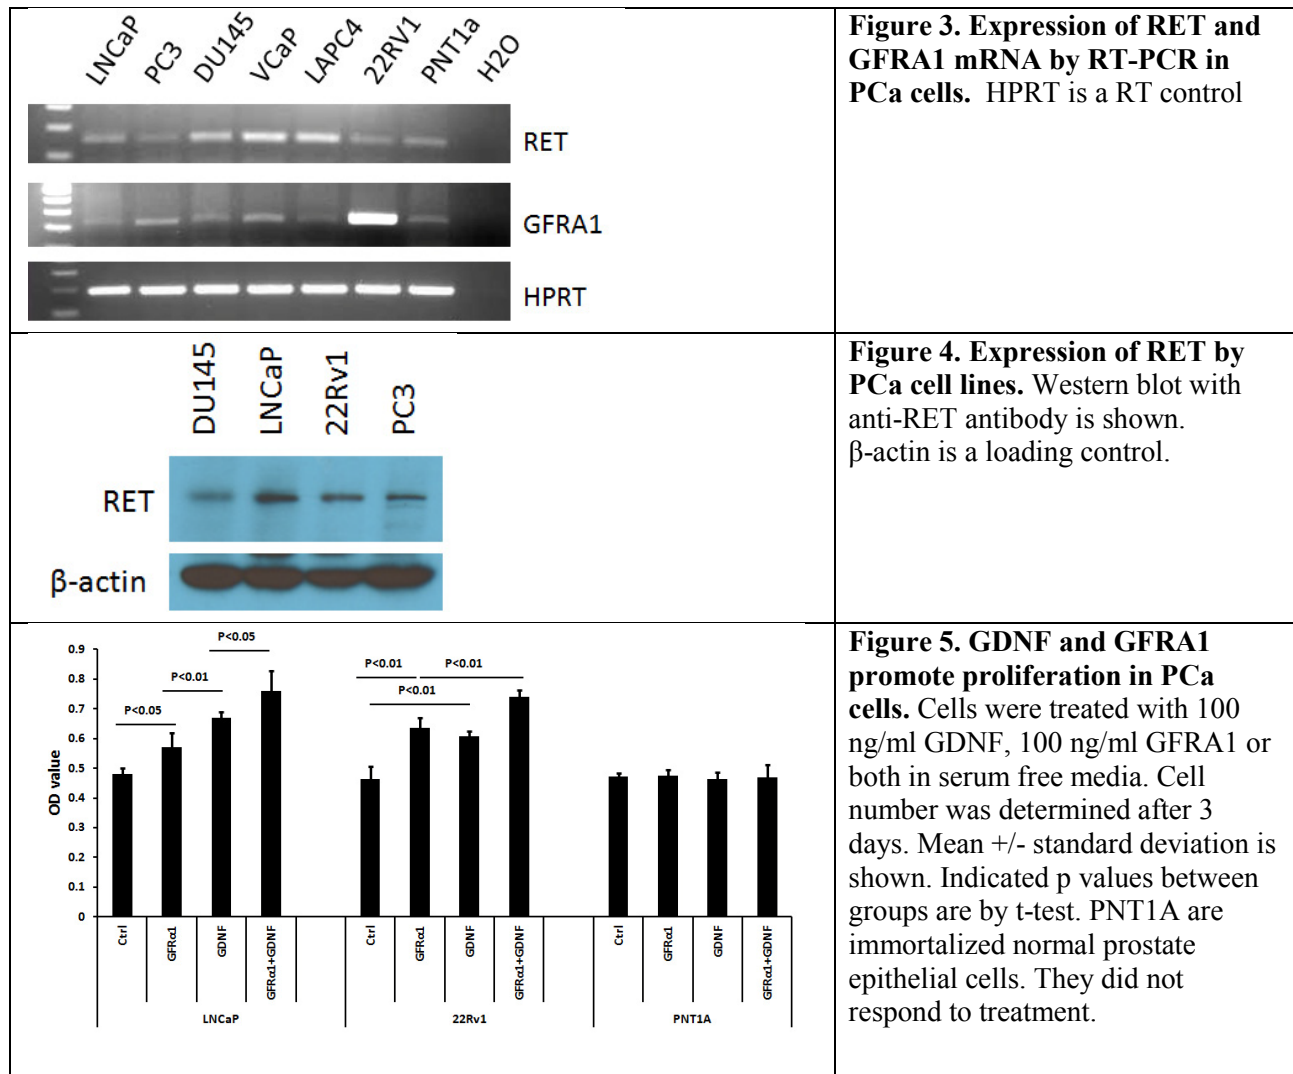 LNCaP
PC3
DU145
VCaP
LAPC4
22RV1
PNT1a
H2O
RET
GFRA1
HPRT
Figure 3. Expression of RET and
GFRA1 mRNA by RT-PCR in
PCa cells. HPRT is a RT control
DU145
LNCaP
22Rv1
PC3
RET
β-actin
Figure 4. Expression of RET by
PCa cell lines. Western blot with
anti-RET antibody is shown.
β-actin is a loading control.
OD value
0.9
0.8
0.7
0.6
0.5
0.4
0.3
0.2
0.1
0
P<0.05
P<0.01
P<0.05
P<0.01
P<0.01
P<0.01
Ctrl
GFRα1
GDNF
GFRα1+GDNF
Ctrl
GFRα1
GDNF
GFRα1+GDNF
Ctrl
GFRα1
GDNF
GFRα1+GDNF
LNCaP
22Rv1
PNT1A
Figure 5. GDNF and GFRA1
promote proliferation in PCa
cells. Cells were treated with 100
ng/ml GDNF, 100 ng/ml GFRA1 or
both in serum free media. Cell
number was determined after 3
days. Mean +/- standard deviation is
shown. Indicated p values between
groups are by t-test. PNT1A are
immortalized normal prostate
epithelial cells. They did not
respond to treatment.